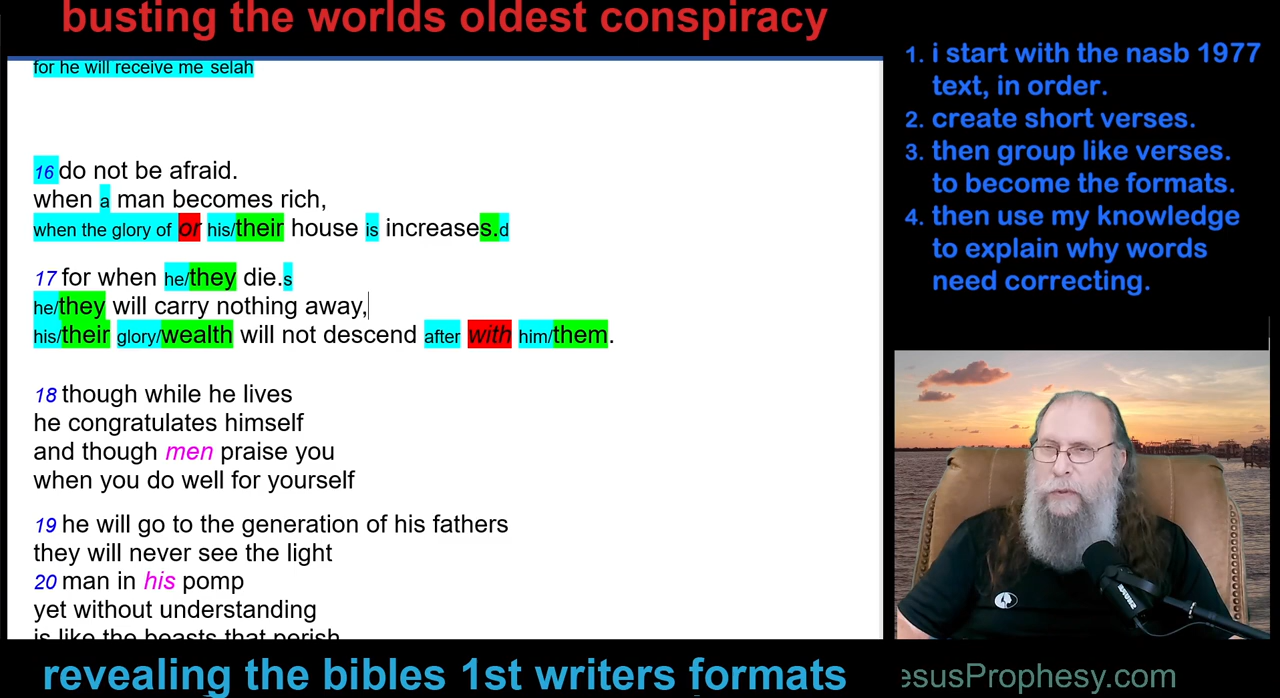 busting the worlds oldest conspiracy
for he will receive me selah
16 do not be afraid.
when a man becomes rich,
when the glory of or his/their house is increases.d
17 for when he/they die.s
he/they will carry nothing away,
his/their glory/wealth will not descend after with him/them.
18 though while he lives
he congratulates himself
and though men praise you
when you do well for yourself
19 he will go to the generation of his fathers
they will never see the light
20 man in his pomp
yet without understanding
is like the beasts that perish
revealing the bibles 1st writers formats
1. i start with the nasb 1977
text, in order.
2. create short verses.
3. then group like verses.
to become the formats.
4. then use my knowledge
to explain why words
need correcting.
SHURE
esusProphesy.com